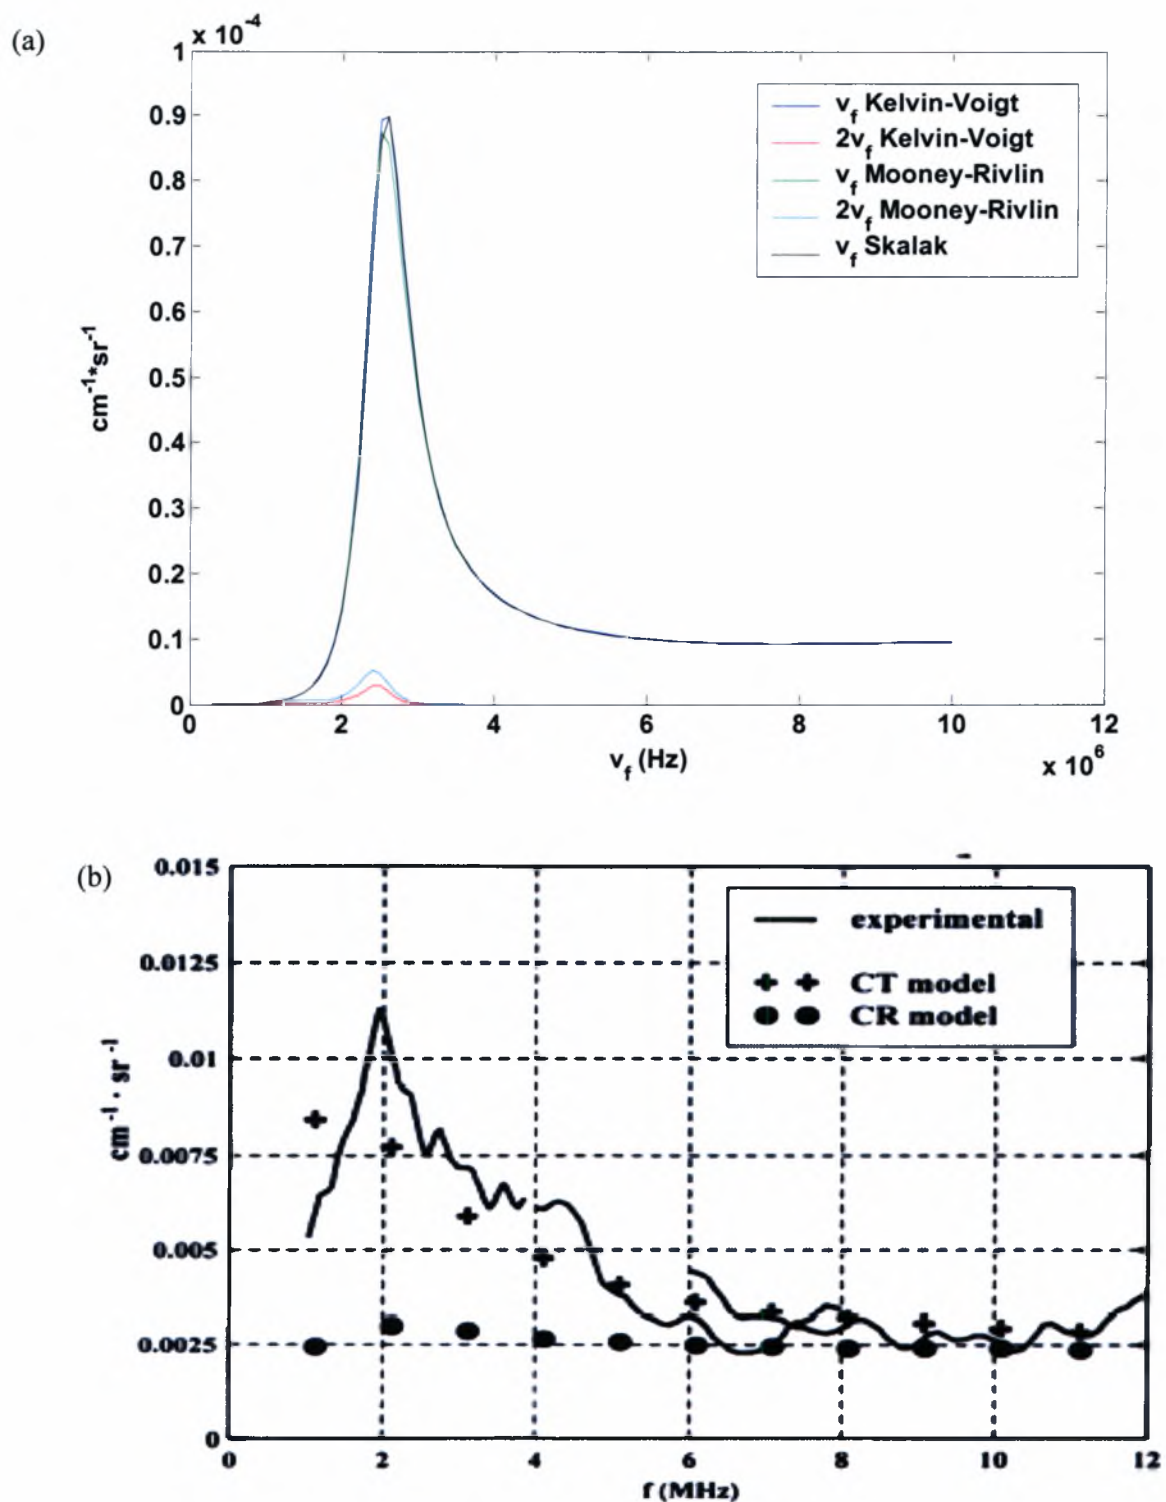 (a)
x 10^-4
1
0.9
0.8
0.7
0.6
0.5
0.4
0.3
0.2
0.1
0
cm^-1*sr^-1
v_f Kelvin-Voigt
2v_f Kelvin-Voigt
v_f Mooney-Rivlin
2v_f Mooney-Rivlin
v_f Skalak
0 2 4 6 8 10 12
v_f (Hz)
x 10^6
(b)
0.015
0.0125
0.01
0.0075
0.005
0.0025
0
cm^-1 · sr^-1
experimental
CT model
CR model
0 2 4 6 8 10 12
f (MHz)